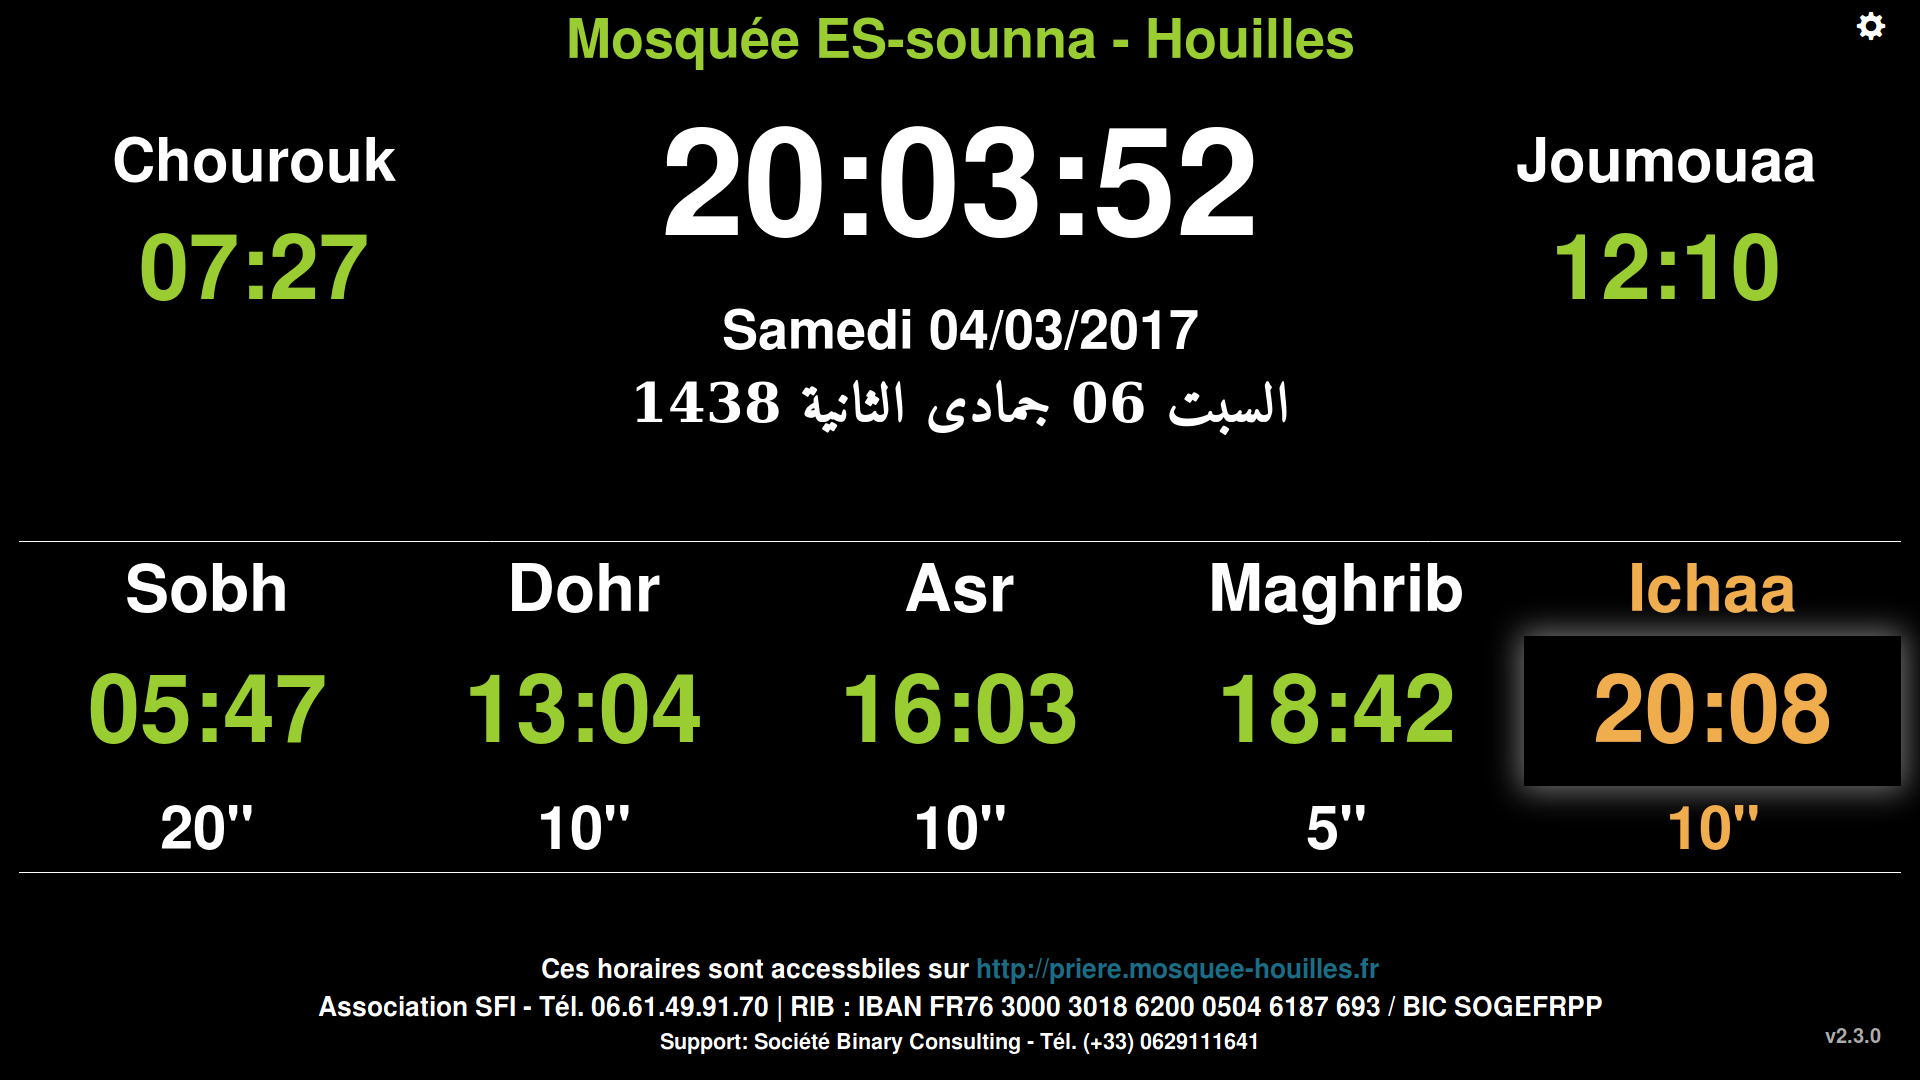 Mosquée ES-sounna - Houilles
Chourouk
07:27
20:03:52
Joumouaa
12:10
Samedi 04/03/2017
السبت 06 جمادى الثانية 1438
Sobh Dohr Asr Maghrib Ichaa
05:47 13:04 16:03 18:42 20:08
20" 10" 10" 5" 10"
Ces horaires sont accessbiles sur http://priere.mosquee-houilles.fr
Association SFI - Tél. 06.61.49.91.70 | RIB : IBAN FR76 3000 3018 6200 0504 6187 693 / BIC SOGEFRPP
Support: Société Binary Consulting - Tél. (+33) 0629111641
v2.3.0